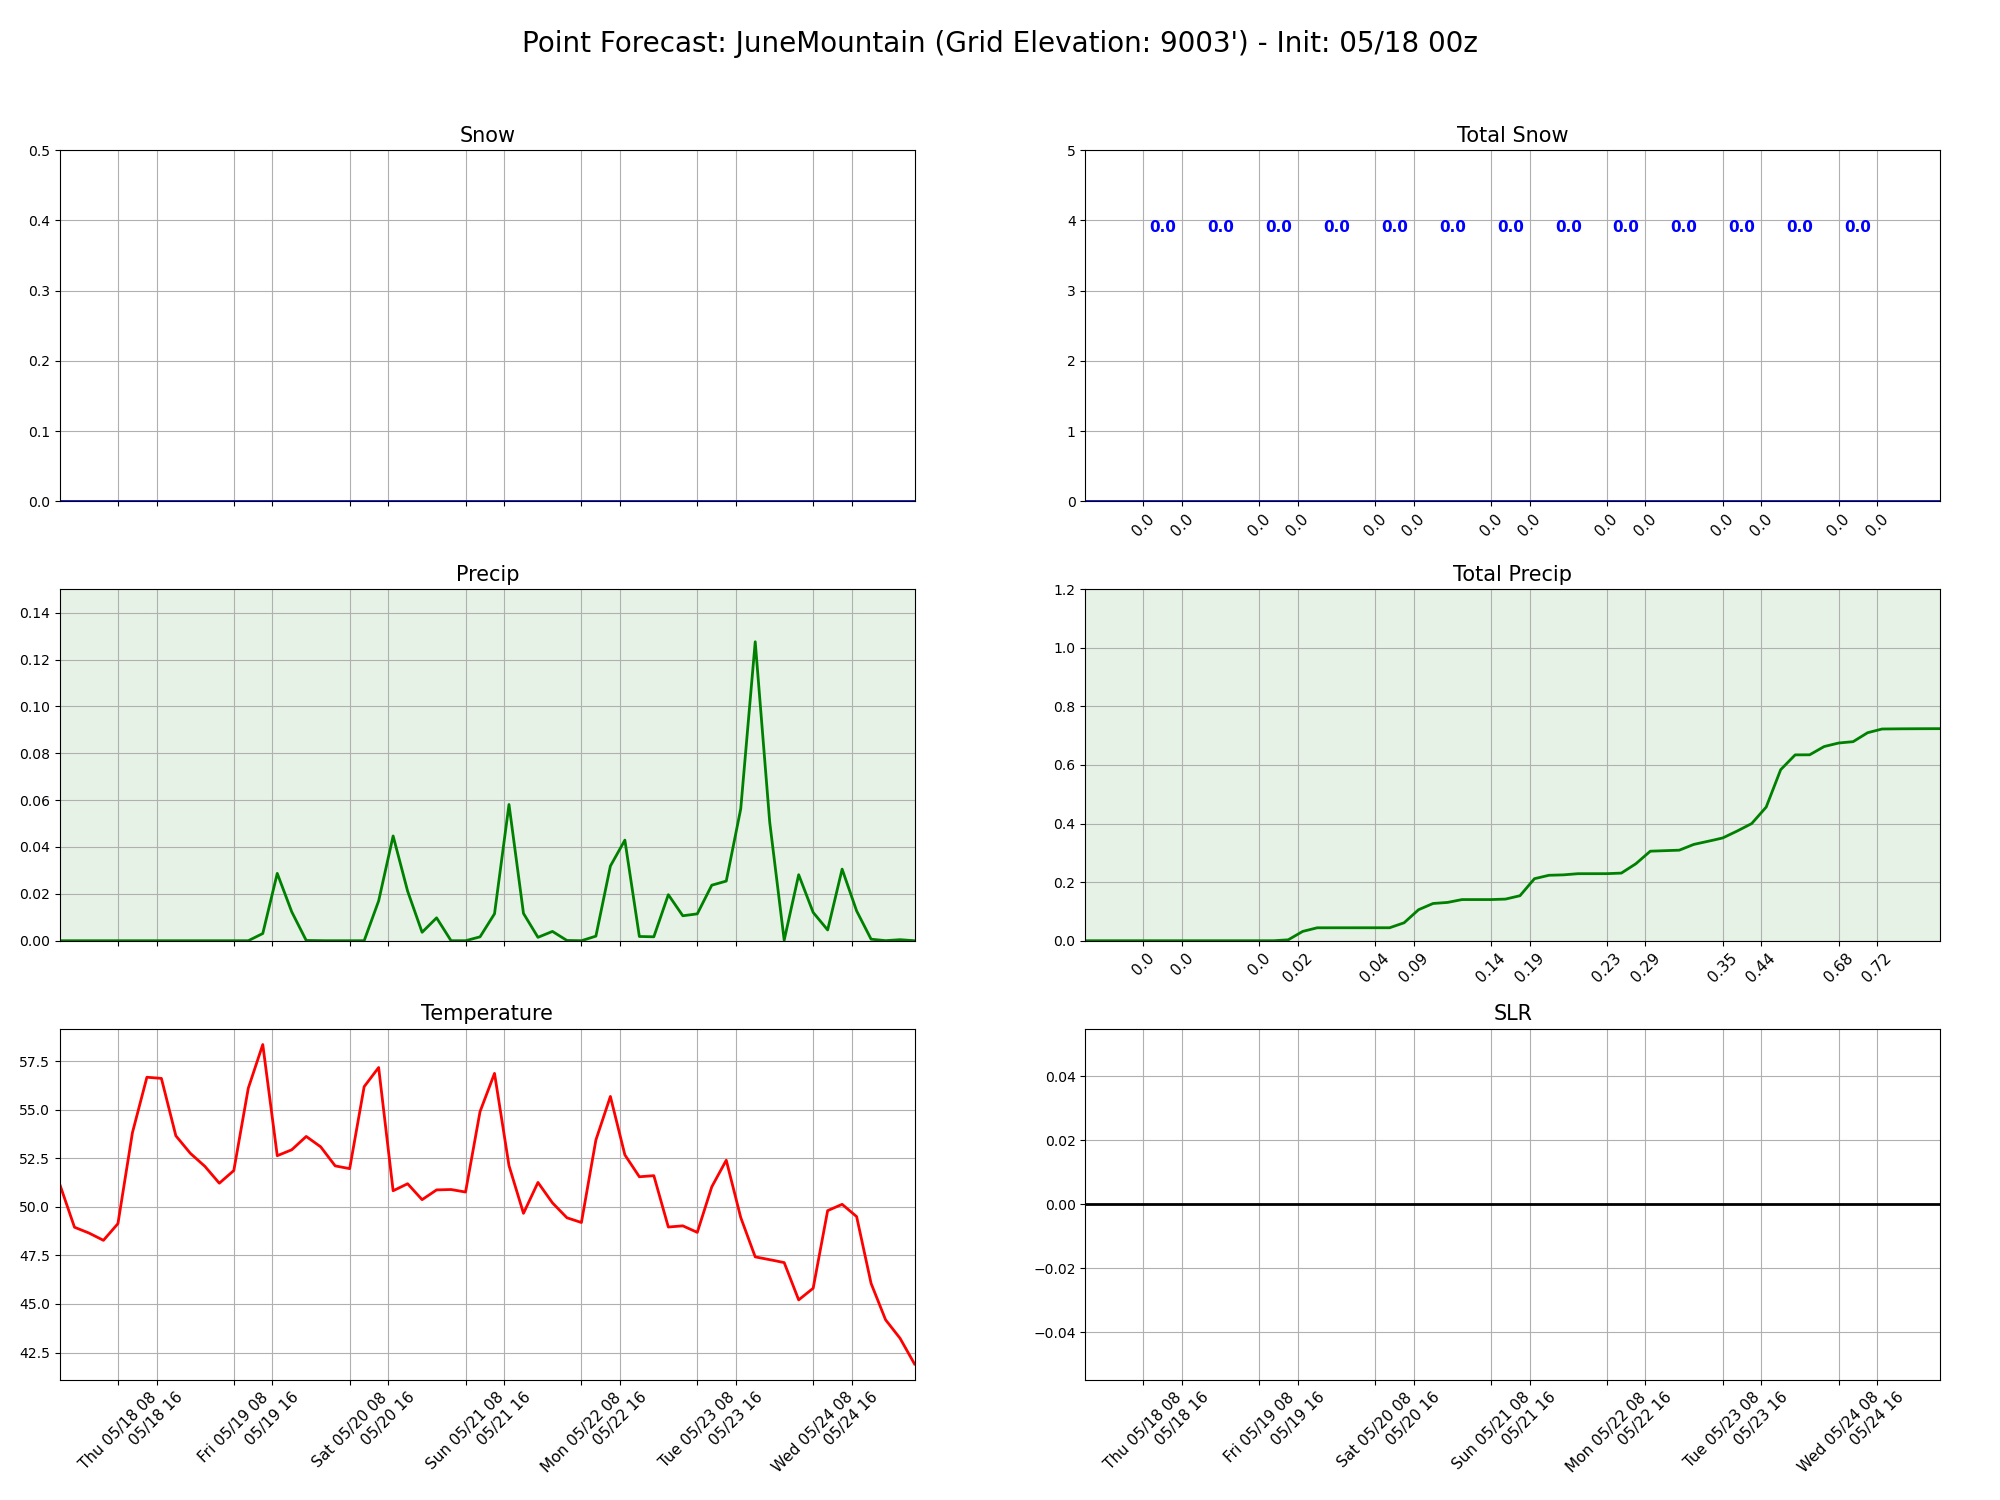 Point Forecast: JuneMountain (Grid Elevation: 9003') - Init: 05/18 00z
Snow
0.5
0.4
0.3
0.2
0.1
0.0
Total Snow
5
4
3
2
1
0
0.0 0.0 0.0 0.0 0.0 0.0 0.0 0.0 0.0 0.0 0.0 0.0 0.0
0.0 0.0 0.0 0.0 0.0 0.0 0.0 0.0 0.0 0.0 0.0 0.0 0.0 0.0
Precip
0.14
0.12
0.10
0.08
0.06
0.04
0.02
0.00
Total Precip
1.2
1.0
0.8
0.6
0.4
0.2
0.0
0.0 0.0 0.0 0.02 0.04 0.09 0.14 0.19 0.23 0.29 0.35 0.44 0.68 0.72
Temperature
57.5
55.0
52.5
50.0
47.5
45.0
42.5
Thu 05/18 08
05/18 16
Fri 05/19 08
05/19 16
Sat 05/20 08
05/20 16
Sun 05/21 08
05/21 16
Mon 05/22 08
05/22 16
Tue 05/23 08
05/23 16
Wed 05/24 08
05/24 16
SLR
0.04
0.02
0.00
−0.02
−0.04
Thu 05/18 08
05/18 16
Fri 05/19 08
05/19 16
Sat 05/20 08
05/20 16
Sun 05/21 08
05/21 16
Mon 05/22 08
05/22 16
Tue 05/23 08
05/23 16
Wed 05/24 08
05/24 16